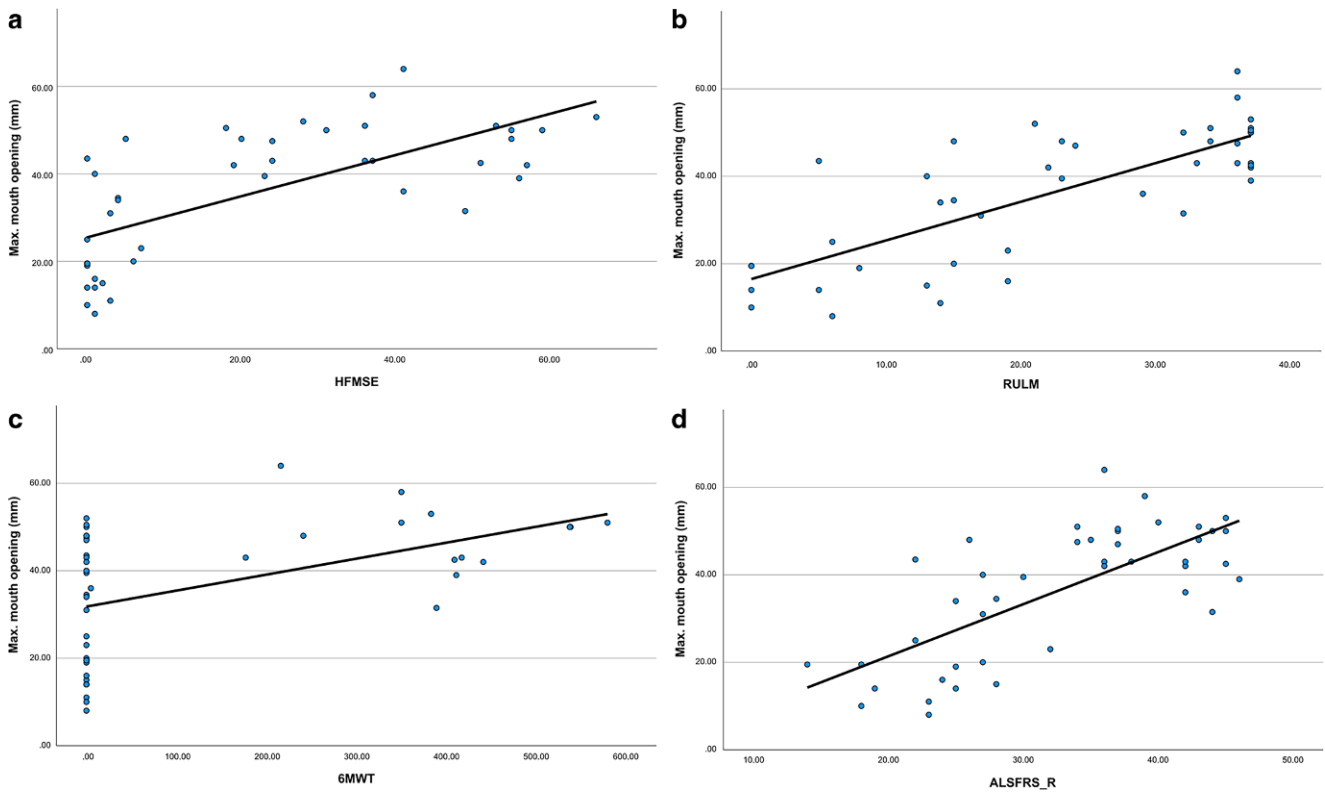 a
Max. mouth opening (mm)
60.00
40.00
20.00
.00
.00 20.00 40.00 60.00
HFMSE
b
Max. mouth opening (mm)
60.00
40.00
20.00
.00
.00 10.00 20.00 30.00 40.00
RULM
c
Max. mouth opening (mm)
60.00
40.00
20.00
.00
.00 100.00 200.00 300.00 400.00 500.00 600.00
6MWT
d
Max. mouth opening (mm)
60.00
40.00
20.00
.00
10.00 20.00 30.00 40.00 50.00
ALSFRS_R